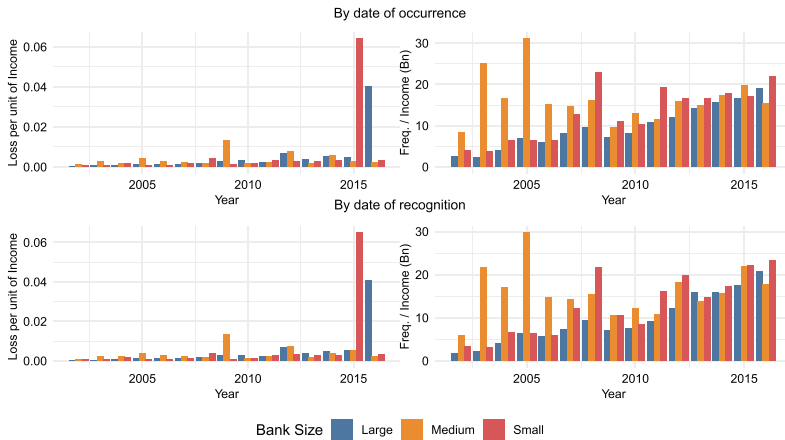 By date of occurrence
Loss per unit of Income
0.06
0.04
0.02
0.00
2005
2010
2015
Year
Freq. / Income (Bn)
30
20
10
0
2005
2010
2015
Year
By date of recognition
Loss per unit of Income
0.06
0.04
0.02
0.00
2005
2010
2015
Year
Freq. / Income (Bn)
30
20
10
0
2005
2010
2015
Year
Bank Size Large Medium Small